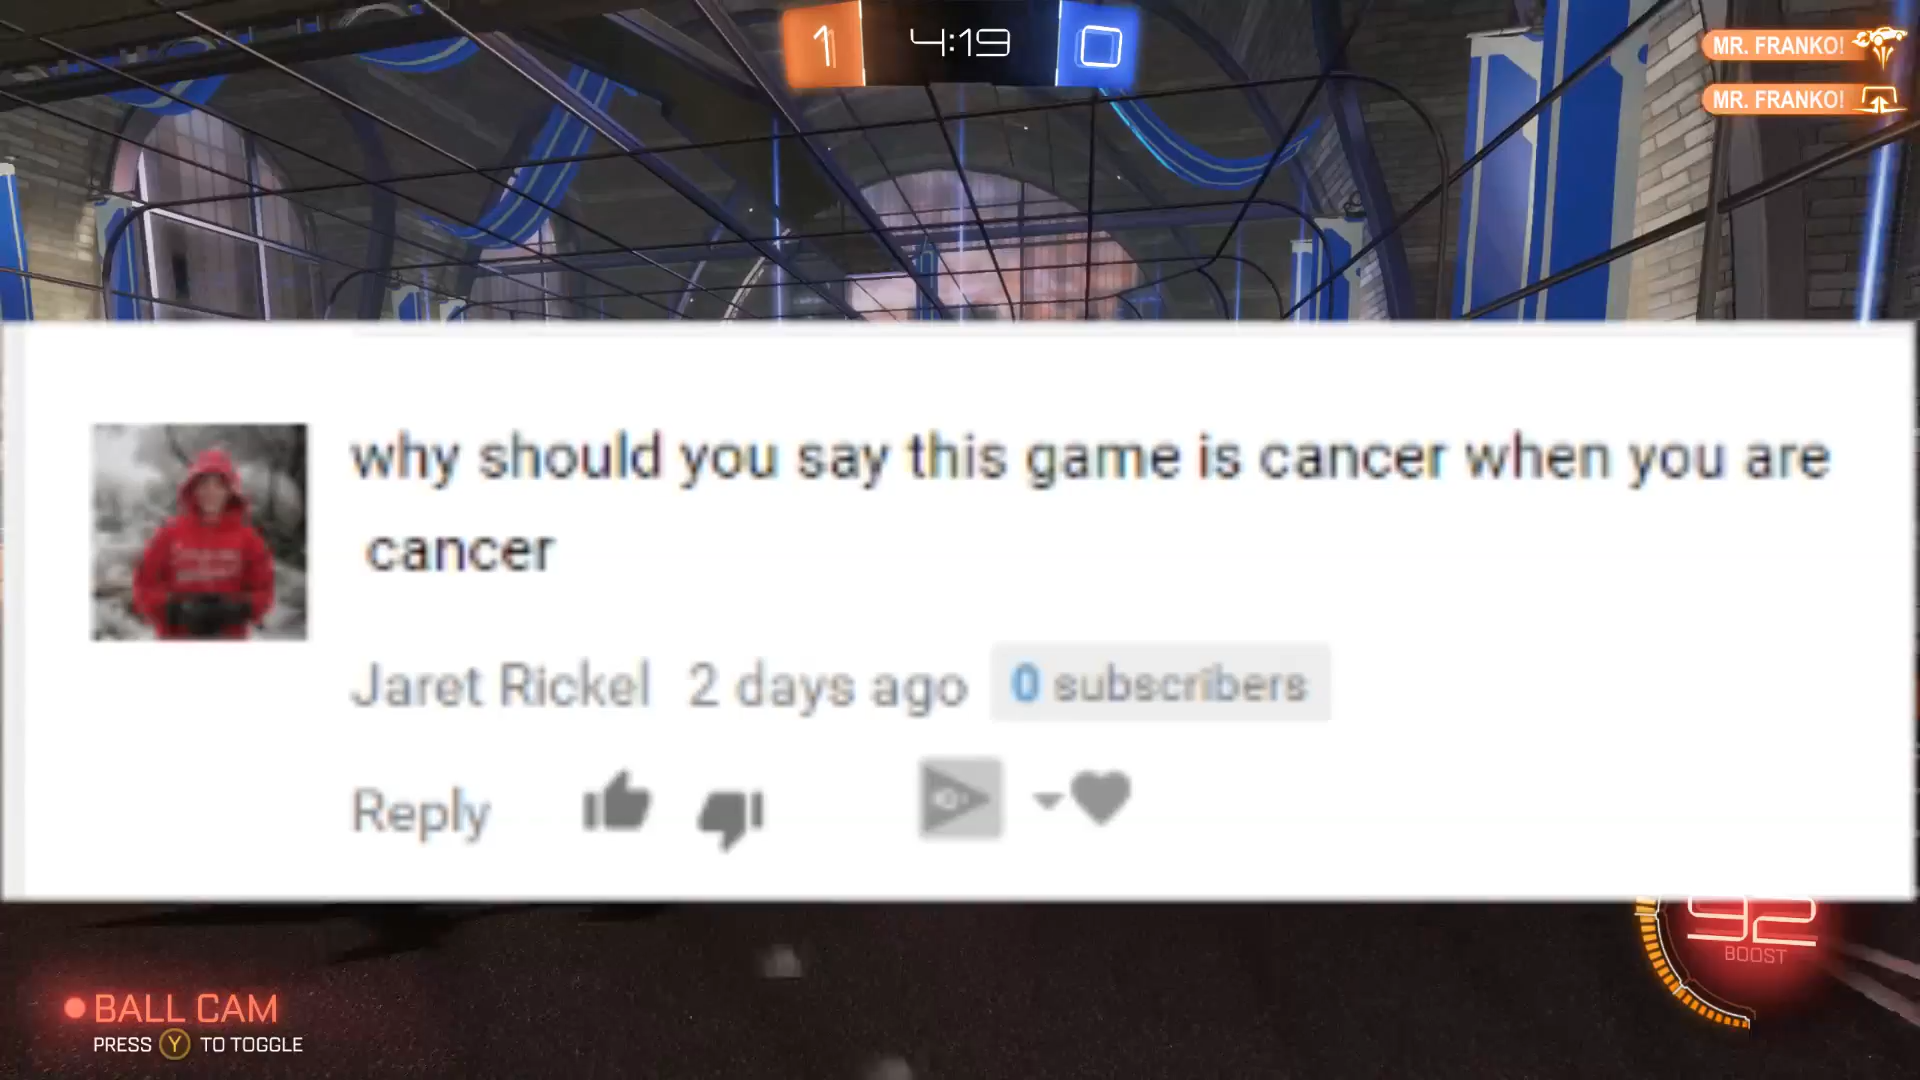 1 4:19 0
MR. FRANKO!
MR. FRANKO!
why should you say this game is cancer when you are
cancer
Jaret Rickel 2 days ago 0 subscribers
Reply
92
BOOST
BALL CAM
PRESS Y TO TOGGLE